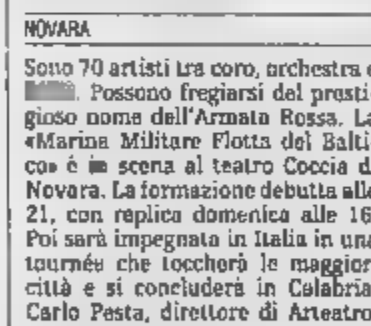 NOVARA
Sono 70 artisti tra coro, orchestra e
. Possono fregiarsi del presti-
gioso nome dell'Armata Rossa. La
«Marina Militare Flotta del Balti-
co» è in scena al teatro Coccia d
Novara. La formazione debutta alle
21, con replica domenica alle 16
Poi sarà impegnata in Italia in una
tournée che toccherà le maggior
città e si concluderà in Calabria
Carlo Pesta, direttore di Arteatro